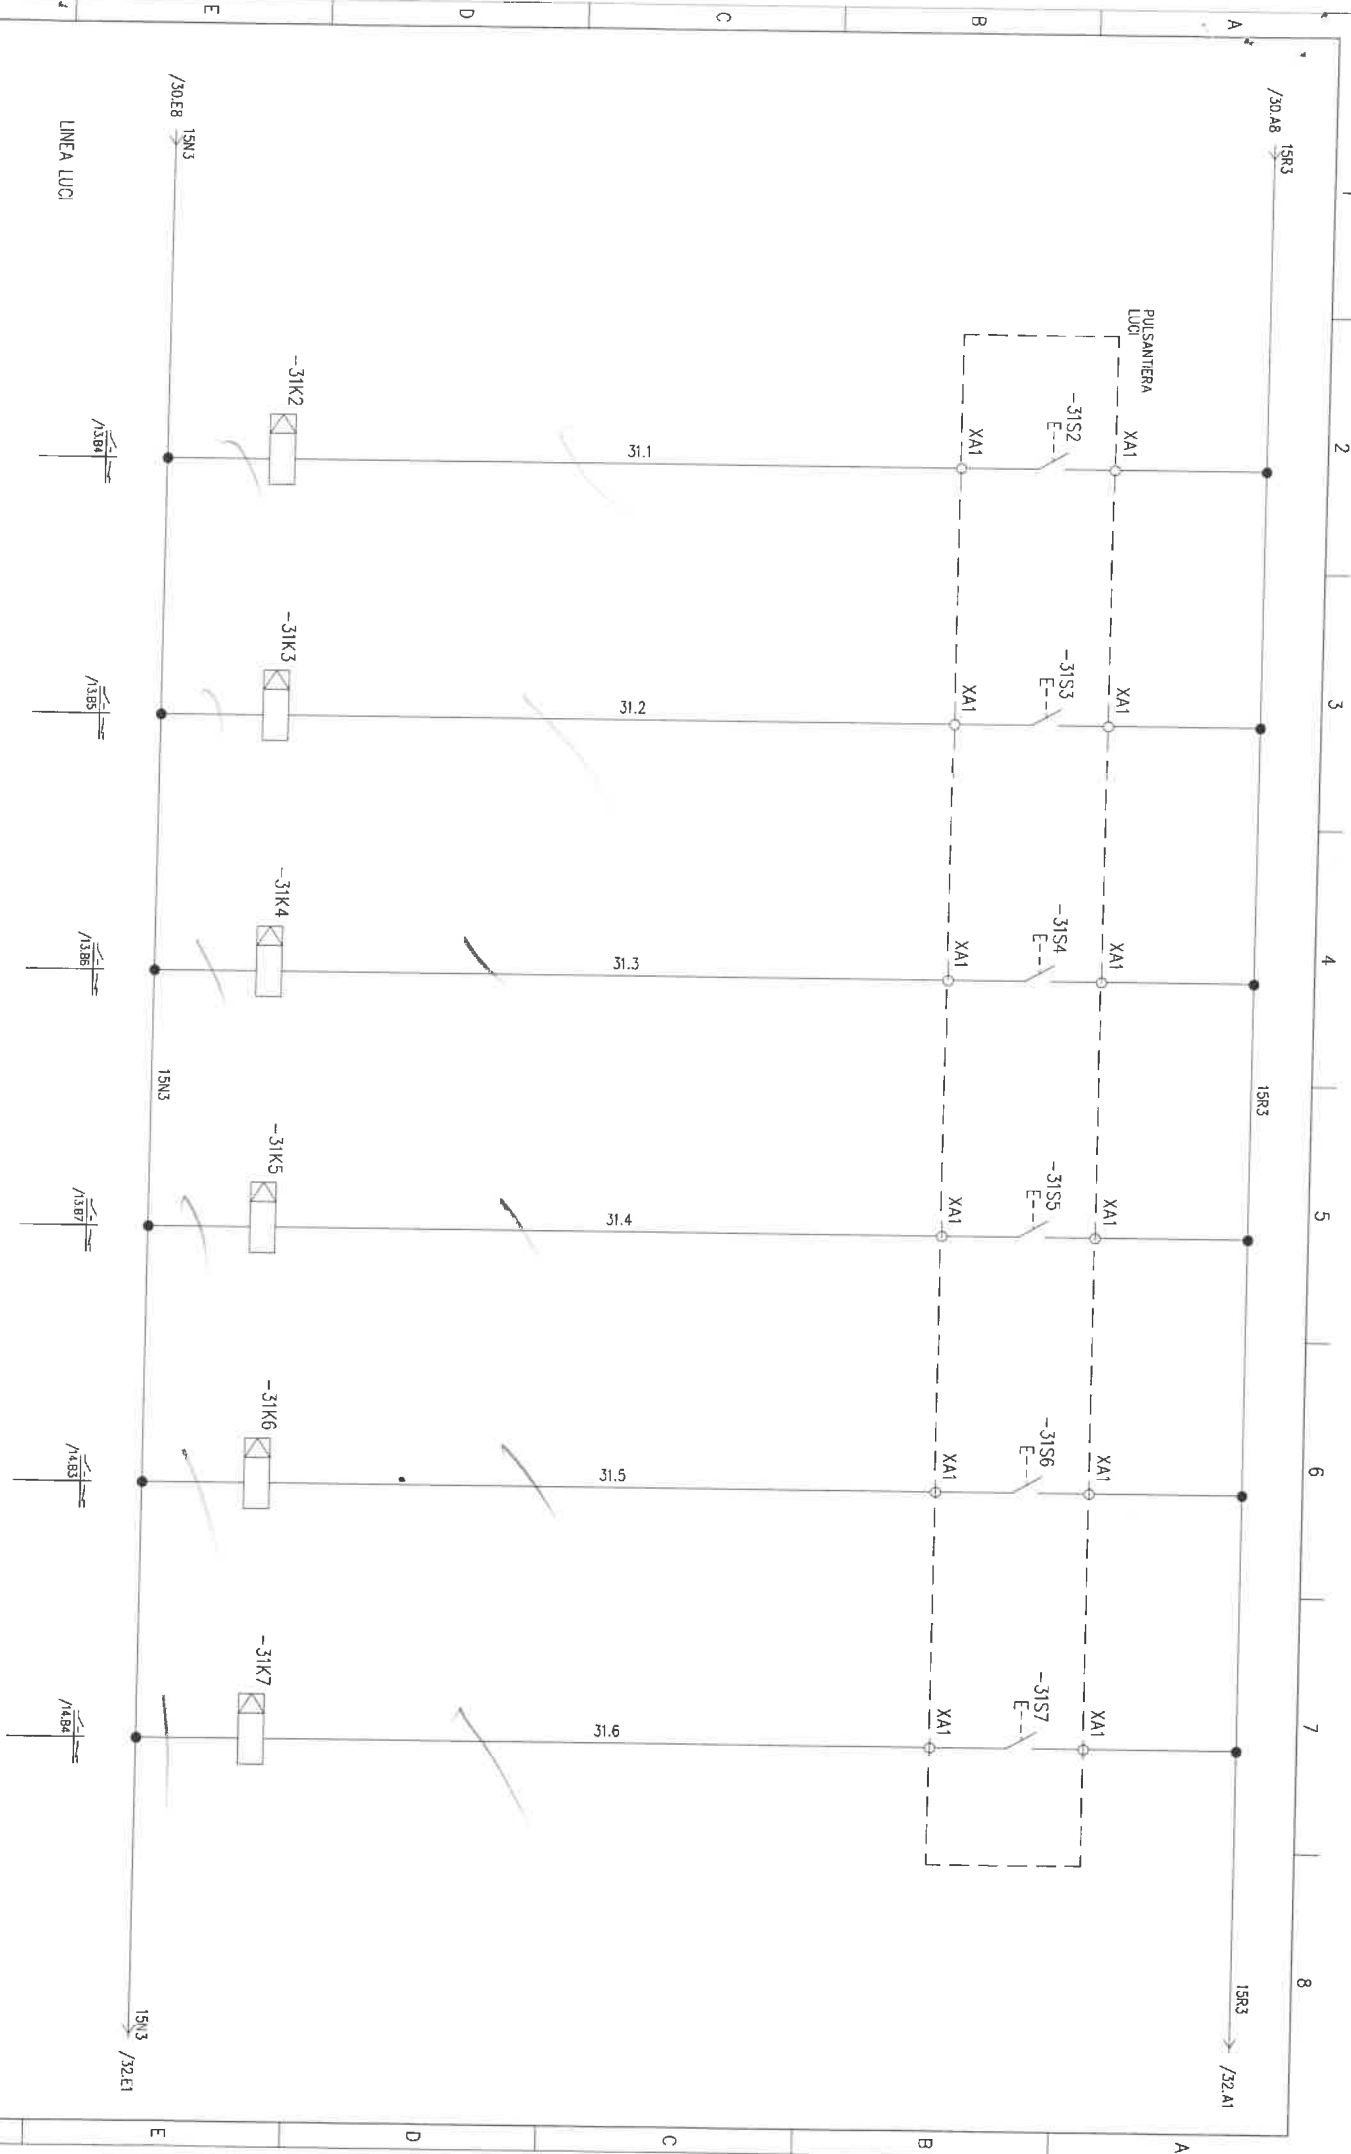 1
2
3
4
5
6
7
8
A
B
C
D
E
/30.A8
15R3
15R3
15R3
/32.A1
PULSANTIERA
LUCI
XA1
XA1
XA1
XA1
XA1
XA1
-31S2
-31S3
-31S4
-31S5
-31S6
-31S7
XA1
XA1
XA1
XA1
XA1
XA1
31.1
31.2
31.3
31.4
31.5
31.6
-31K2
-31K3
-31K4
-31K5
-31K6
-31K7
/30.E8
15N3
15N3
15N3
/32.E1
/13.B4
/13.B5
/13.B6
/13.B7
/14.B3
/14.B4
LINEA LUCI
A
B
C
D
E